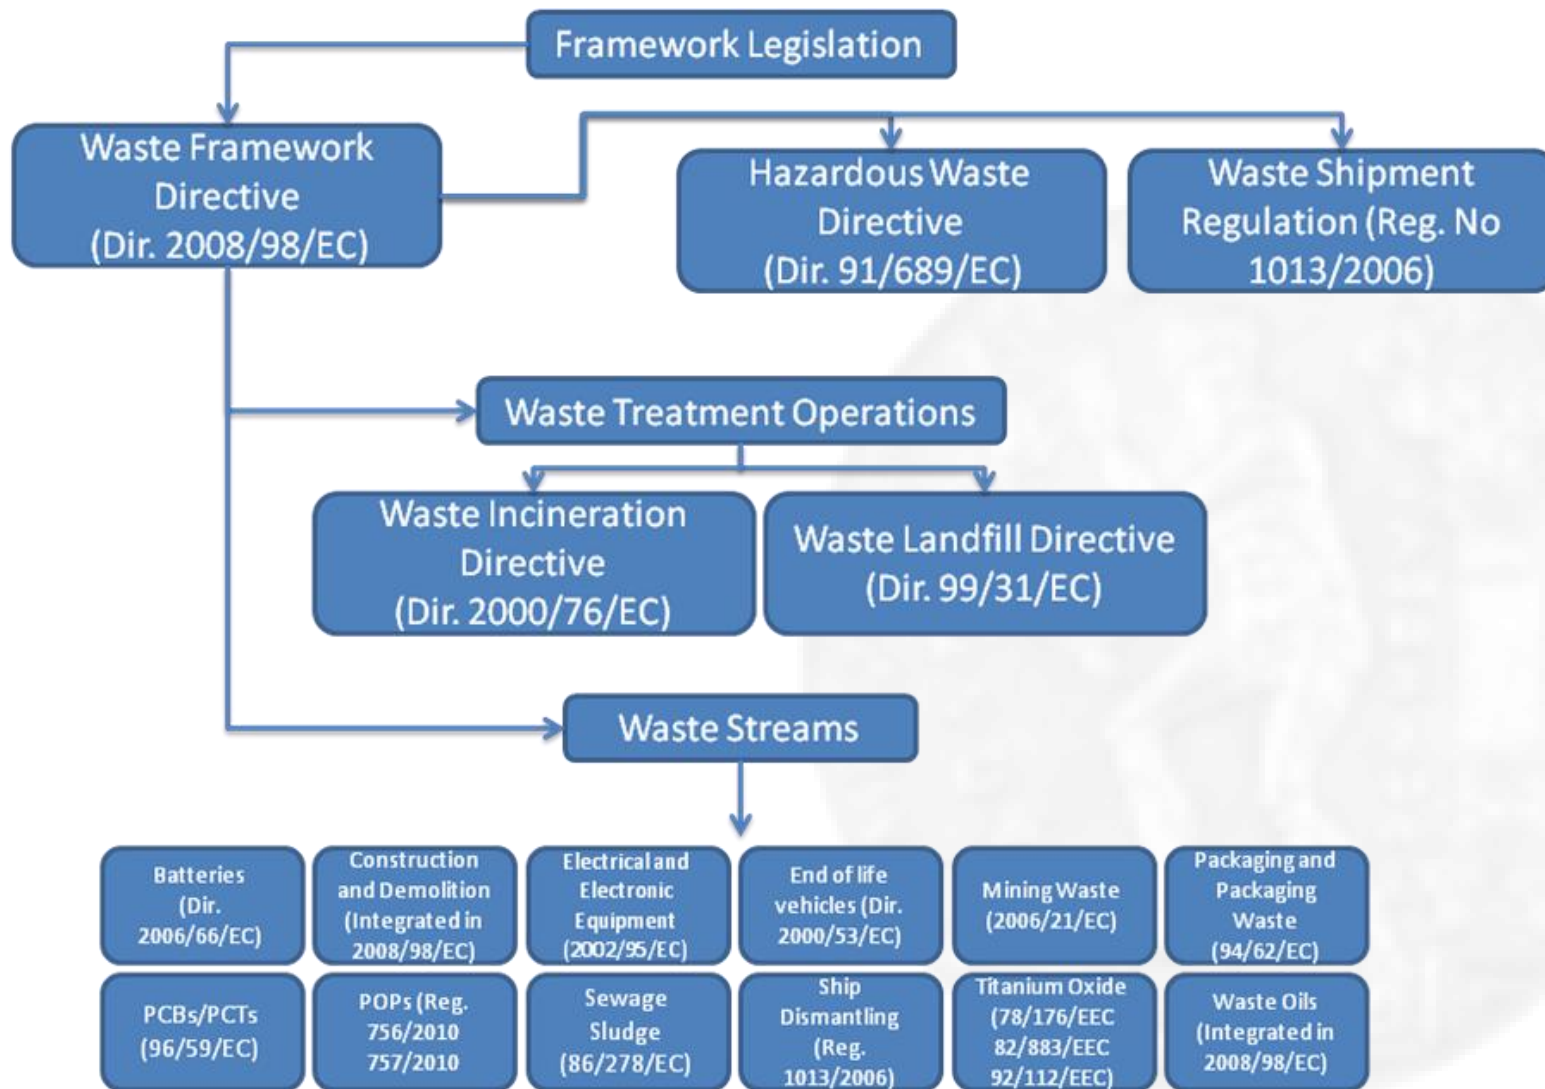 Framework Legislation
Waste Framework
Directive
(Dir. 2008/98/EC)
Hazardous Waste
Directive
(Dir. 91/689/EC)
Waste Shipment
Regulation (Reg. No
1013/2006)
Waste Treatment Operations
Waste Incineration
Directive
(Dir. 2000/76/EC)
Waste Landfill Directive
(Dir. 99/31/EC)
Waste Streams
Batteries
(Dir.
2006/66/EC)
Construction
and Demolition
(Integrated in
2008/98/EC)
Electrical and
Electronic
Equipment
(2002/95/EC)
End of life
vehicles (Dir.
2000/53/EC)
Mining Waste
(2006/21/EC)
Packaging and
Packaging
Waste
(94/62/EC)
PCBs/PCTs
(96/59/EC)
POPs (Reg.
756/2010
757/2010
Sewage
Sludge
(86/278/EC)
Ship
Dismantling
(Reg.
1013/2006)
Titanium Oxide
(78/176/EEC
82/883/EEC
92/112/EEC)
Waste Oils
(Integrated in
2008/98/EC)